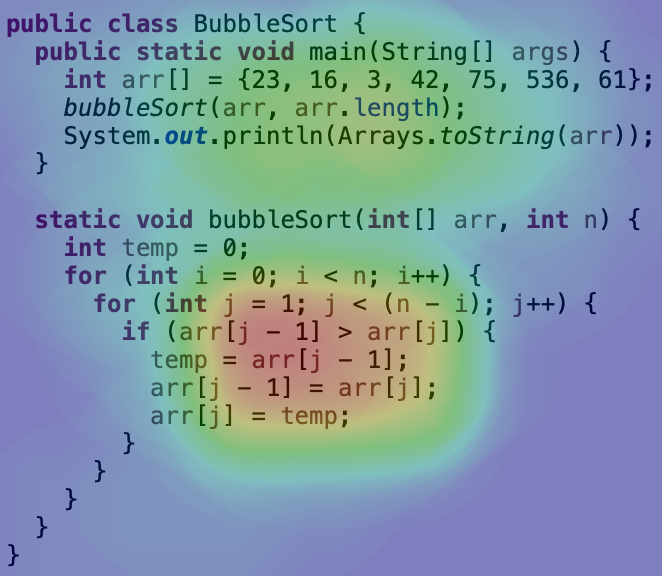 public class BubbleSort {
public static void main(String[] args) {
int arr[] = {23, 16, 3, 42, 75, 536, 61};
bubbleSort(arr, arr.length);
System.out.println(Arrays.toString(arr));
}
static void bubbleSort(int[] arr, int n) {
int temp = 0;
for (int i = 0; i < n; i++) {
for (int j = 1; j < (n - i); j++) {
if (arr[j - 1] > arr[j]) {
temp = arr[j - 1];
arr[j - 1] = arr[j];
arr[j] = temp;
}
}
}
}
}